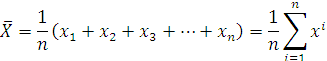 X̄ = 1/n (x₁ + x₂ + x₃ + ⋯ + xₙ) = 1/n ∑ᵢ₌₁ⁿ xⁱ